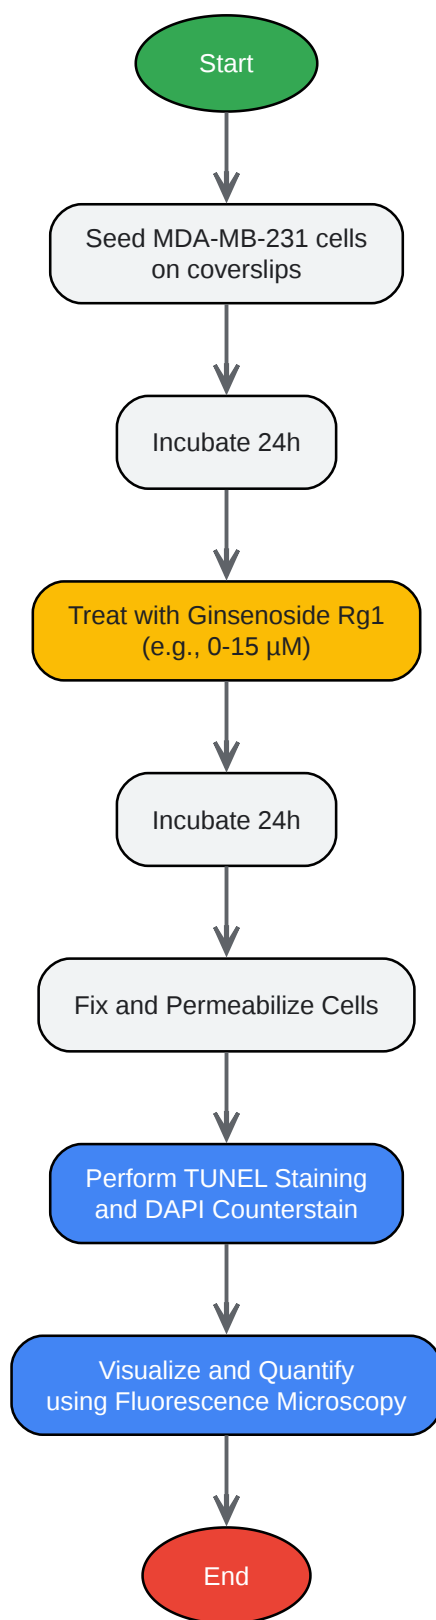 Start
Seed MDA-MB-231 cells
on coverslips
Incubate 24h
Treat with Ginsenoside Rg1
(e.g., 0-15 µM)
Incubate 24h
Fix and Permeabilize Cells
Perform TUNEL Staining
and DAPI Counterstain
Visualize and Quantify
using Fluorescence Microscopy
End